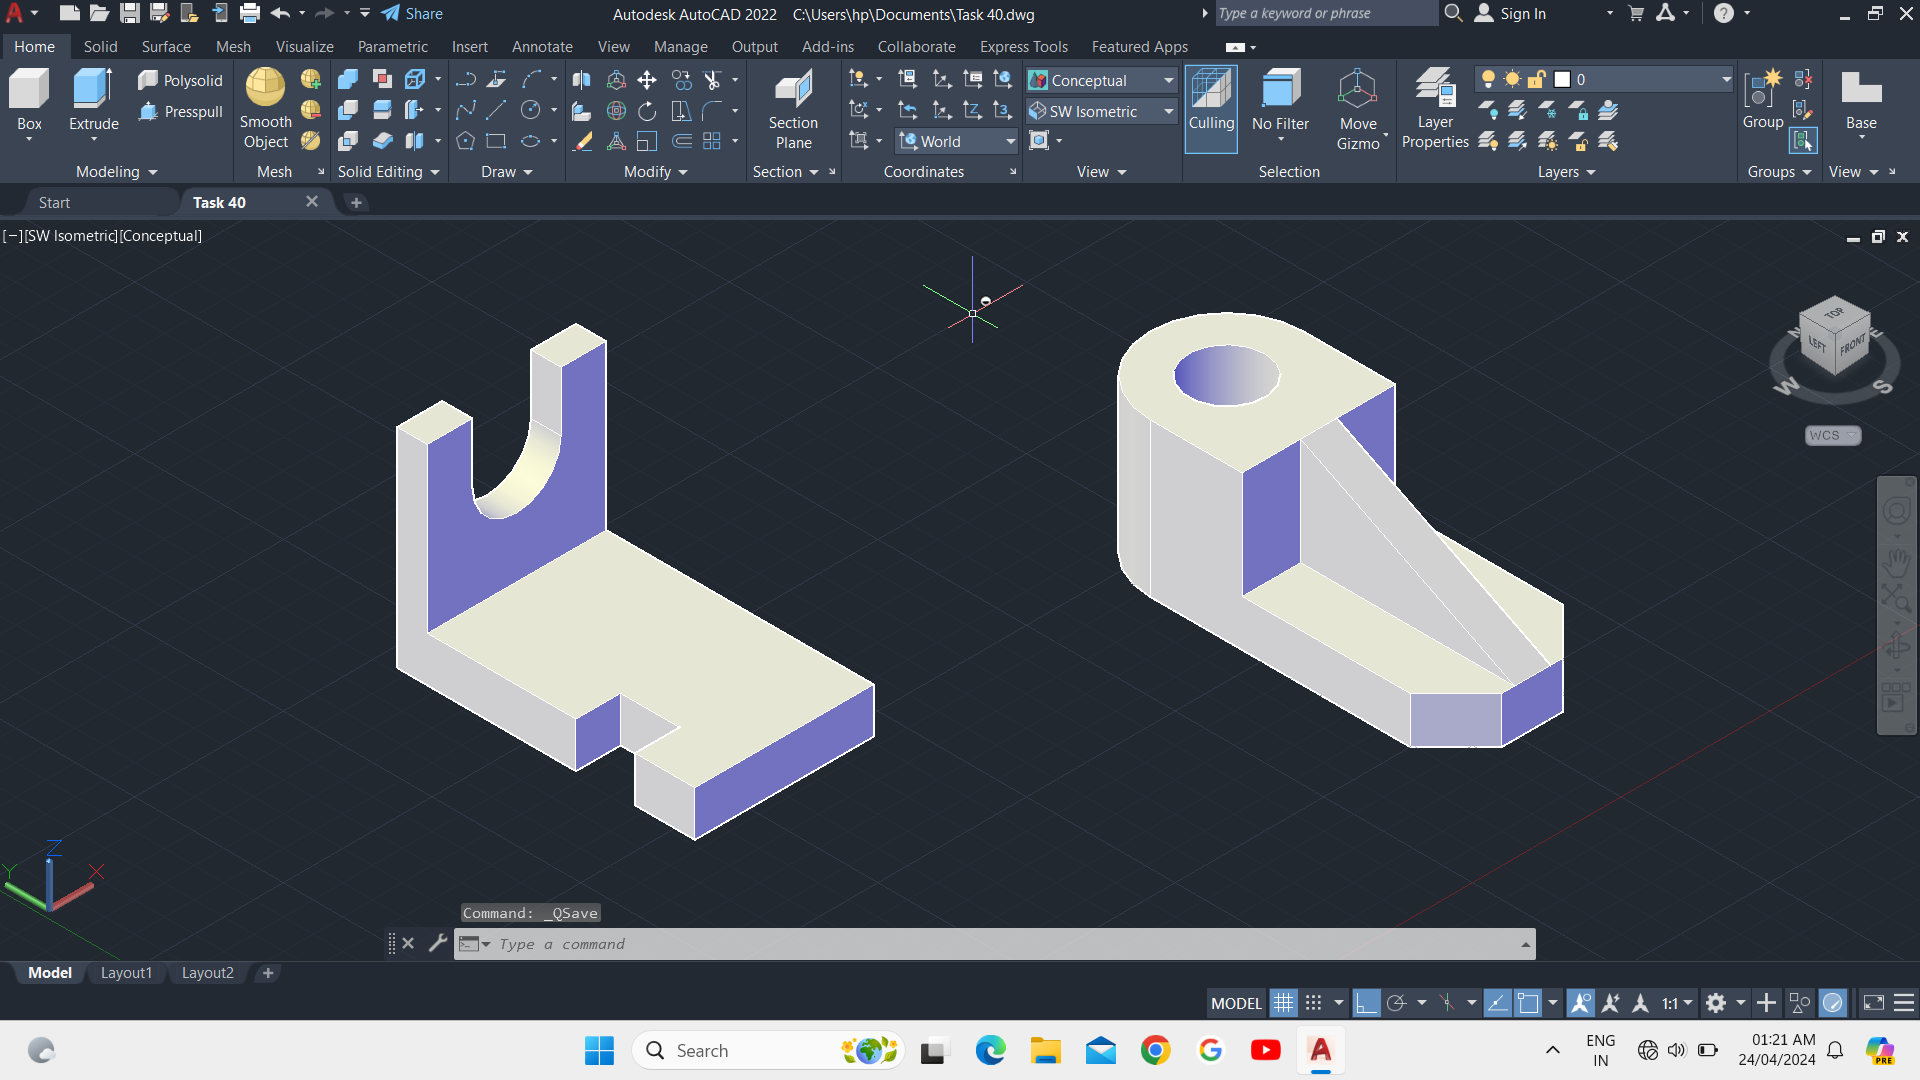 Share
Autodesk AutoCAD 2022 C:\Users\hp\Documents\Task 40.dwg
Type a keyword or phrase
Sign In
Home Solid Surface Mesh Visualize Parametric Insert Annotate View Manage Output Add-ins Collaborate Express Tools Featured Apps
Box
Extrude
Polysolid
Presspull
Smooth
Object
Section
Plane
World
Conceptual
SW Isometric
Culling
No Filter
Move
Gizmo
Layer
Properties
0
Group
Base
Modeling Mesh Solid Editing Draw Modify Section Coordinates View Selection Layers Groups View
Start
Task 40
[−][SW Isometric][Conceptual]
TOP
LEFT
FRONT
N
E
W
S
WCS
Z
Y
X
Command: _QSave
Type a command
Model Layout1 Layout2
MODEL
1:1
Search
ENG
IN
01:21 AM
24/04/2024
PRE